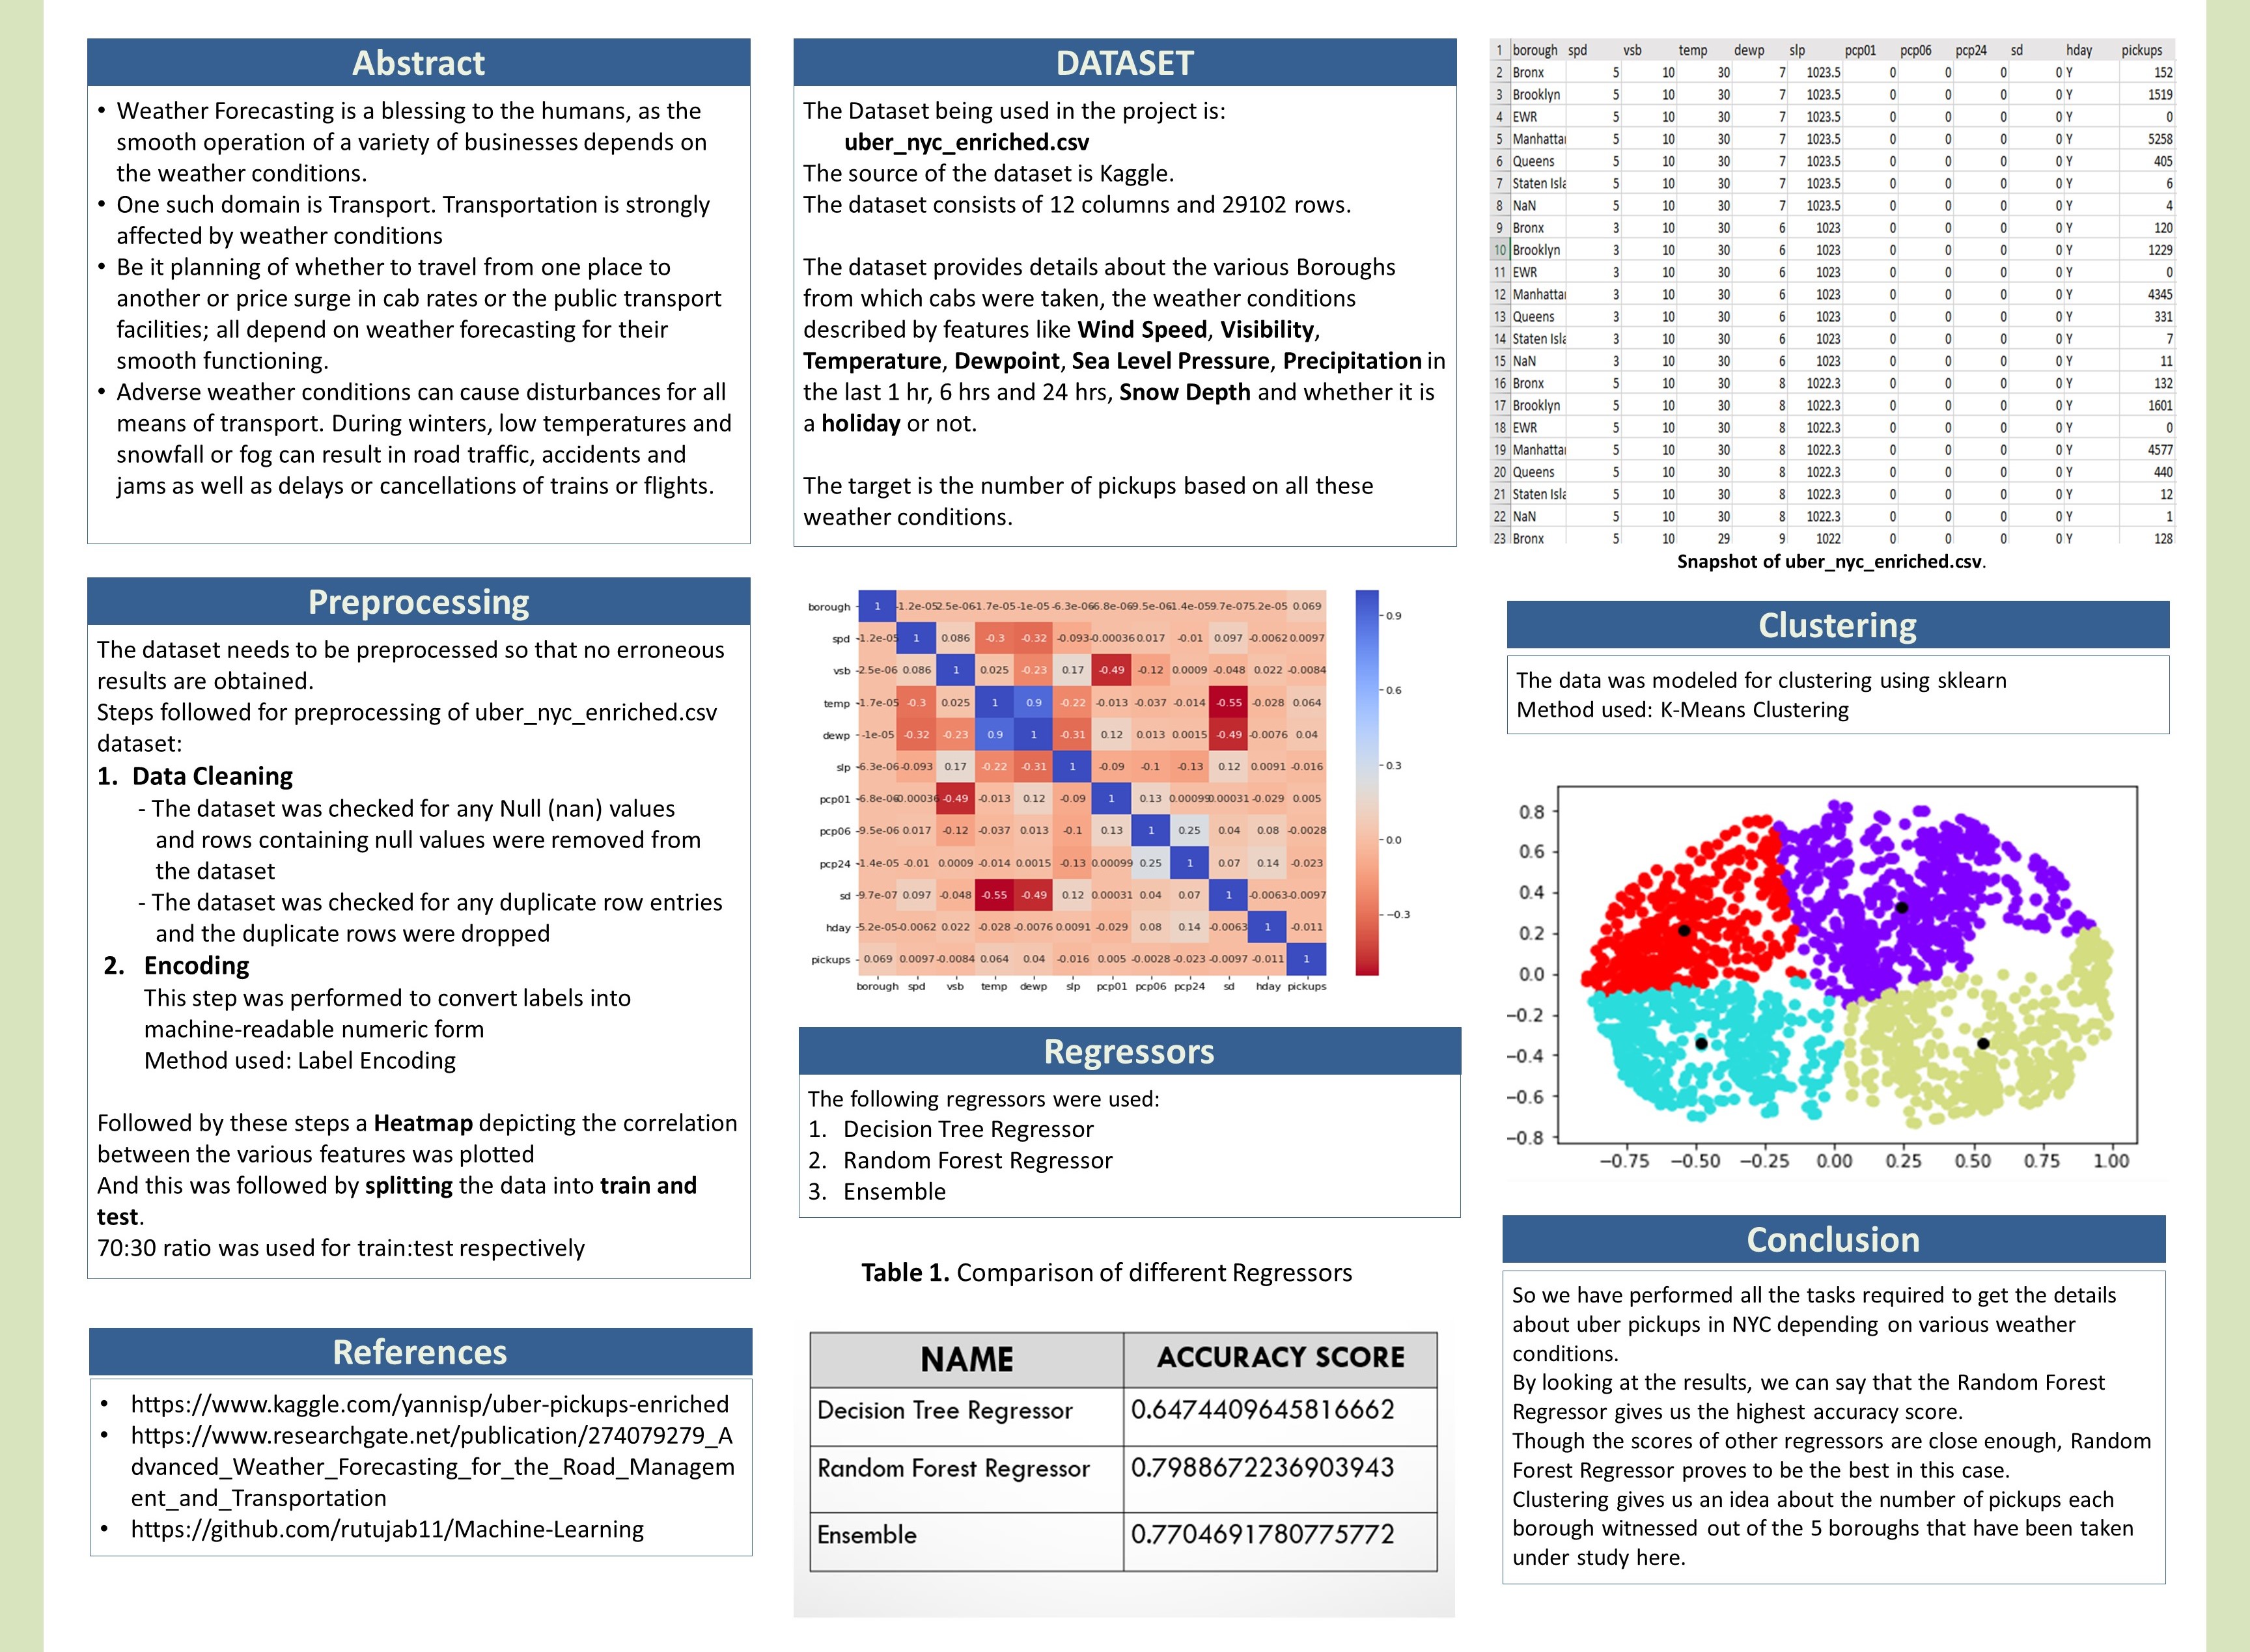 Abstract
• Weather Forecasting is a blessing to the humans, as the
smooth operation of a variety of businesses depends on
the weather conditions.
• One such domain is Transport. Transportation is strongly
affected by weather conditions
• Be it planning of whether to travel from one place to
another or price surge in cab rates or the public transport
facilities; all depend on weather forecasting for their
smooth functioning.
• Adverse weather conditions can cause disturbances for all
means of transport. During winters, low temperatures and
snowfall or fog can result in road traffic, accidents and
jams as well as delays or cancellations of trains or flights.
Preprocessing
The dataset needs to be preprocessed so that no erroneous
results are obtained.
Steps followed for preprocessing of uber_nyc_enriched.csv
dataset:
1. Data Cleaning
- The dataset was checked for any Null (nan) values
and rows containing null values were removed from
the dataset
- The dataset was checked for any duplicate row entries
and the duplicate rows were dropped
2. Encoding
This step was performed to convert labels into
machine-readable numeric form
Method used: Label Encoding
Followed by these steps a Heatmap depicting the correlation
between the various features was plotted
And this was followed by splitting the data into train and
test.
70:30 ratio was used for train:test respectively
References
• https://www.kaggle.com/yannisp/uber-pickups-enriched
• https://www.researchgate.net/publication/274079279_A
dvanced_Weather_Forecasting_for_the_Road_Managem
ent_and_Transportation
• https://github.com/rutujab11/Machine-Learning
DATASET
The Dataset being used in the project is:
uber_nyc_enriched.csv
The source of the dataset is Kaggle.
The dataset consists of 12 columns and 29102 rows.
The dataset provides details about the various Boroughs
from which cabs were taken, the weather conditions
described by features like Wind Speed, Visibility,
Temperature, Dewpoint, Sea Level Pressure, Precipitation in
the last 1 hr, 6 hrs and 24 hrs, Snow Depth and whether it is
a holiday or not.
The target is the number of pickups based on all these
weather conditions.
borough 1 -1.2e-05 2.5e-06 1.7e-05 -1e-05 -6.3e-06 6.8e-06 9.5e-06 1.4e-05 9.7e-07 5.2e-05 0.069
spd -1.2e-05 1 0.086 -0.3 -0.32 -0.093 -0.00036 0.017 -0.01 0.097 -0.0062 0.0097
vsb -2.5e-06 0.086 1 0.025 -0.23 0.17 -0.49 -0.12 0.0009 -0.048 0.022 -0.0084
temp -1.7e-05 -0.3 0.025 1 0.9 -0.22 -0.013 -0.037 -0.014 -0.55 -0.028 0.064
dewp -1e-05 -0.32 -0.23 0.9 1 -0.31 0.12 0.013 0.0015 -0.49 -0.0076 0.04
slp -6.3e-06 -0.093 0.17 -0.22 -0.31 1 -0.09 -0.1 -0.13 0.12 0.0091 -0.016
pcp01 -6.8e-06 0.00036 -0.49 -0.013 0.12 -0.09 1 0.13 0.00099 0.00031 -0.029 0.005
pcp06 -9.5e-06 0.017 -0.12 -0.037 0.013 -0.1 0.13 1 0.25 0.04 0.08 -0.0028
pcp24 -1.4e-05 -0.01 0.0009 -0.014 0.0015 -0.13 0.00099 0.25 1 0.07 0.14 -0.023
sd -9.7e-07 0.097 -0.048 -0.55 -0.49 0.12 0.00031 0.04 0.07 1 -0.0063 -0.0097
hday -5.2e-05 -0.0062 0.022 -0.028 -0.0076 0.0091 -0.029 0.08 0.14 -0.0063 1 -0.011
pickups 0.069 0.0097 -0.0084 0.064 0.04 -0.016 0.005 -0.0028 -0.023 -0.0097 -0.011 1
borough spd vsb temp dewp slp pcp01 pcp06 pcp24 sd hday pickups
0.9
0.6
0.3
0.0
−0.3
Regressors
The following regressors were used:
1. Decision Tree Regressor
2. Random Forest Regressor
3. Ensemble
Table 1. Comparison of different Regressors
NAME ACCURACY SCORE
Decision Tree Regressor 0.6474409645816662
Random Forest Regressor 0.7988672236903943
Ensemble 0.7704691780775772
1 borough spd vsb temp dewp slp pcp01 pcp06 pcp24 sd hday pickups
2 Bronx 5 10 30 7 1023.5 0 0 0 0 Y 152
3 Brooklyn 5 10 30 7 1023.5 0 0 0 0 Y 1519
4 EWR 5 10 30 7 1023.5 0 0 0 0 Y 0
5 Manhatta 5 10 30 7 1023.5 0 0 0 0 Y 5258
6 Queens 5 10 30 7 1023.5 0 0 0 0 Y 405
7 Staten Isla 5 10 30 7 1023.5 0 0 0 0 Y 6
8 NaN 5 10 30 7 1023.5 0 0 0 0 Y 4
9 Bronx 3 10 30 6 1023 0 0 0 0 Y 120
10 Brooklyn 3 10 30 6 1023 0 0 0 0 Y 1229
11 EWR 3 10 30 6 1023 0 0 0 0 Y 0
12 Manhatta 3 10 30 6 1023 0 0 0 0 Y 4345
13 Queens 3 10 30 6 1023 0 0 0 0 Y 331
14 Staten Isla 3 10 30 6 1023 0 0 0 0 Y 7
15 NaN 3 10 30 6 1023 0 0 0 0 Y 11
16 Bronx 5 10 30 8 1022.3 0 0 0 0 Y 132
17 Brooklyn 5 10 30 8 1022.3 0 0 0 0 Y 1601
18 EWR 5 10 30 8 1022.3 0 0 0 0 Y 0
19 Manhatta 5 10 30 8 1022.3 0 0 0 0 Y 4577
20 Queens 5 10 30 8 1022.3 0 0 0 0 Y 440
21 Staten Isla 5 10 30 8 1022.3 0 0 0 0 Y 12
22 NaN 5 10 30 8 1022.3 0 0 0 0 Y 1
23 Bronx 5 10 29 9 1022 0 0 0 0 Y 128
Snapshot of uber_nyc_enriched.csv.
Clustering
The data was modeled for clustering using sklearn
Method used: K-Means Clustering
0.8
0.6
0.4
0.2
0.0
−0.2
−0.4
−0.6
−0.8
−0.75 −0.50 −0.25 0.00 0.25 0.50 0.75 1.00
Conclusion
So we have performed all the tasks required to get the details
about uber pickups in NYC depending on various weather
conditions.
By looking at the results, we can say that the Random Forest
Regressor gives us the highest accuracy score.
Though the scores of other regressors are close enough, Random
Forest Regressor proves to be the best in this case.
Clustering gives us an idea about the number of pickups each
borough witnessed out of the 5 boroughs that have been taken
under study here.